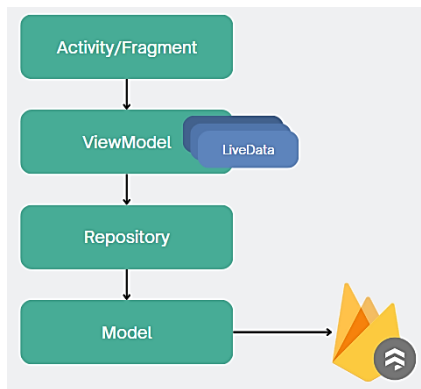 Activity/Fragment
ViewModel
LiveData
Repository
Model